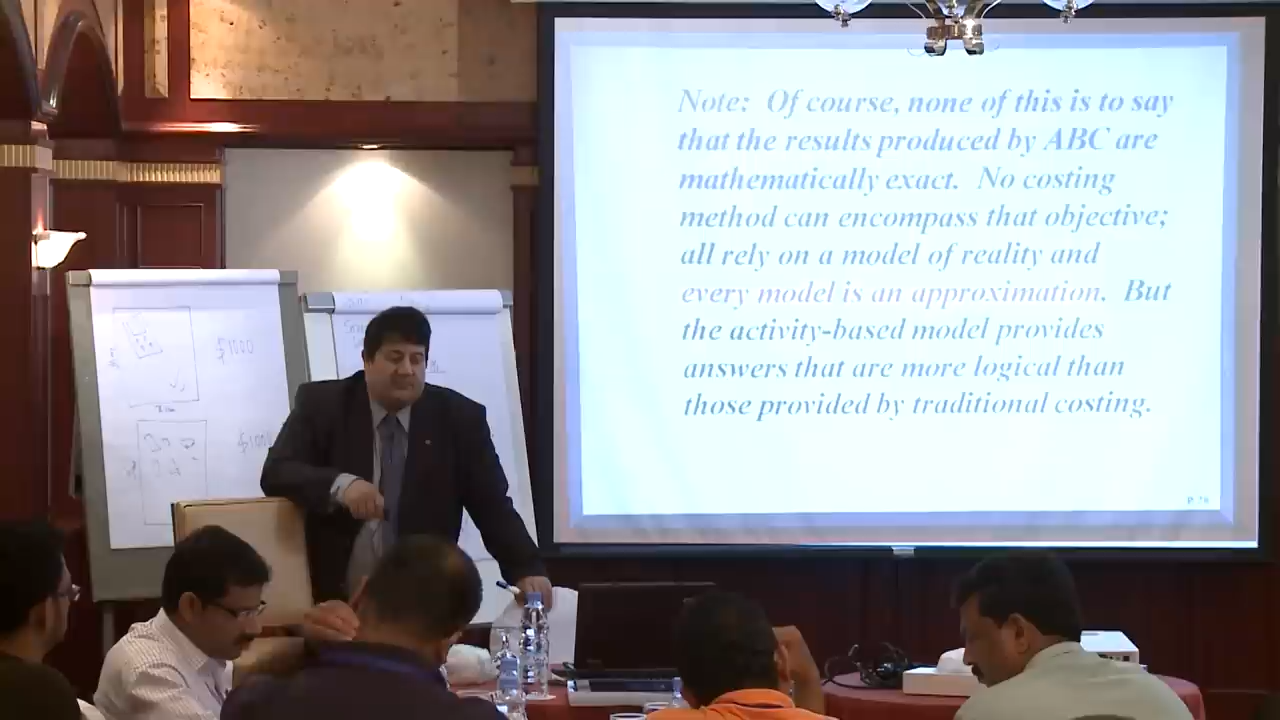 Note: Of course, none of this is to say
that the results produced by ABC are
mathematically exact. No costing
method can encompass that objective;
all rely on a model of reality and
every model is an approximation. But
the activity-based model provides
answers that are more logical than
those provided by traditional costing.
$1000